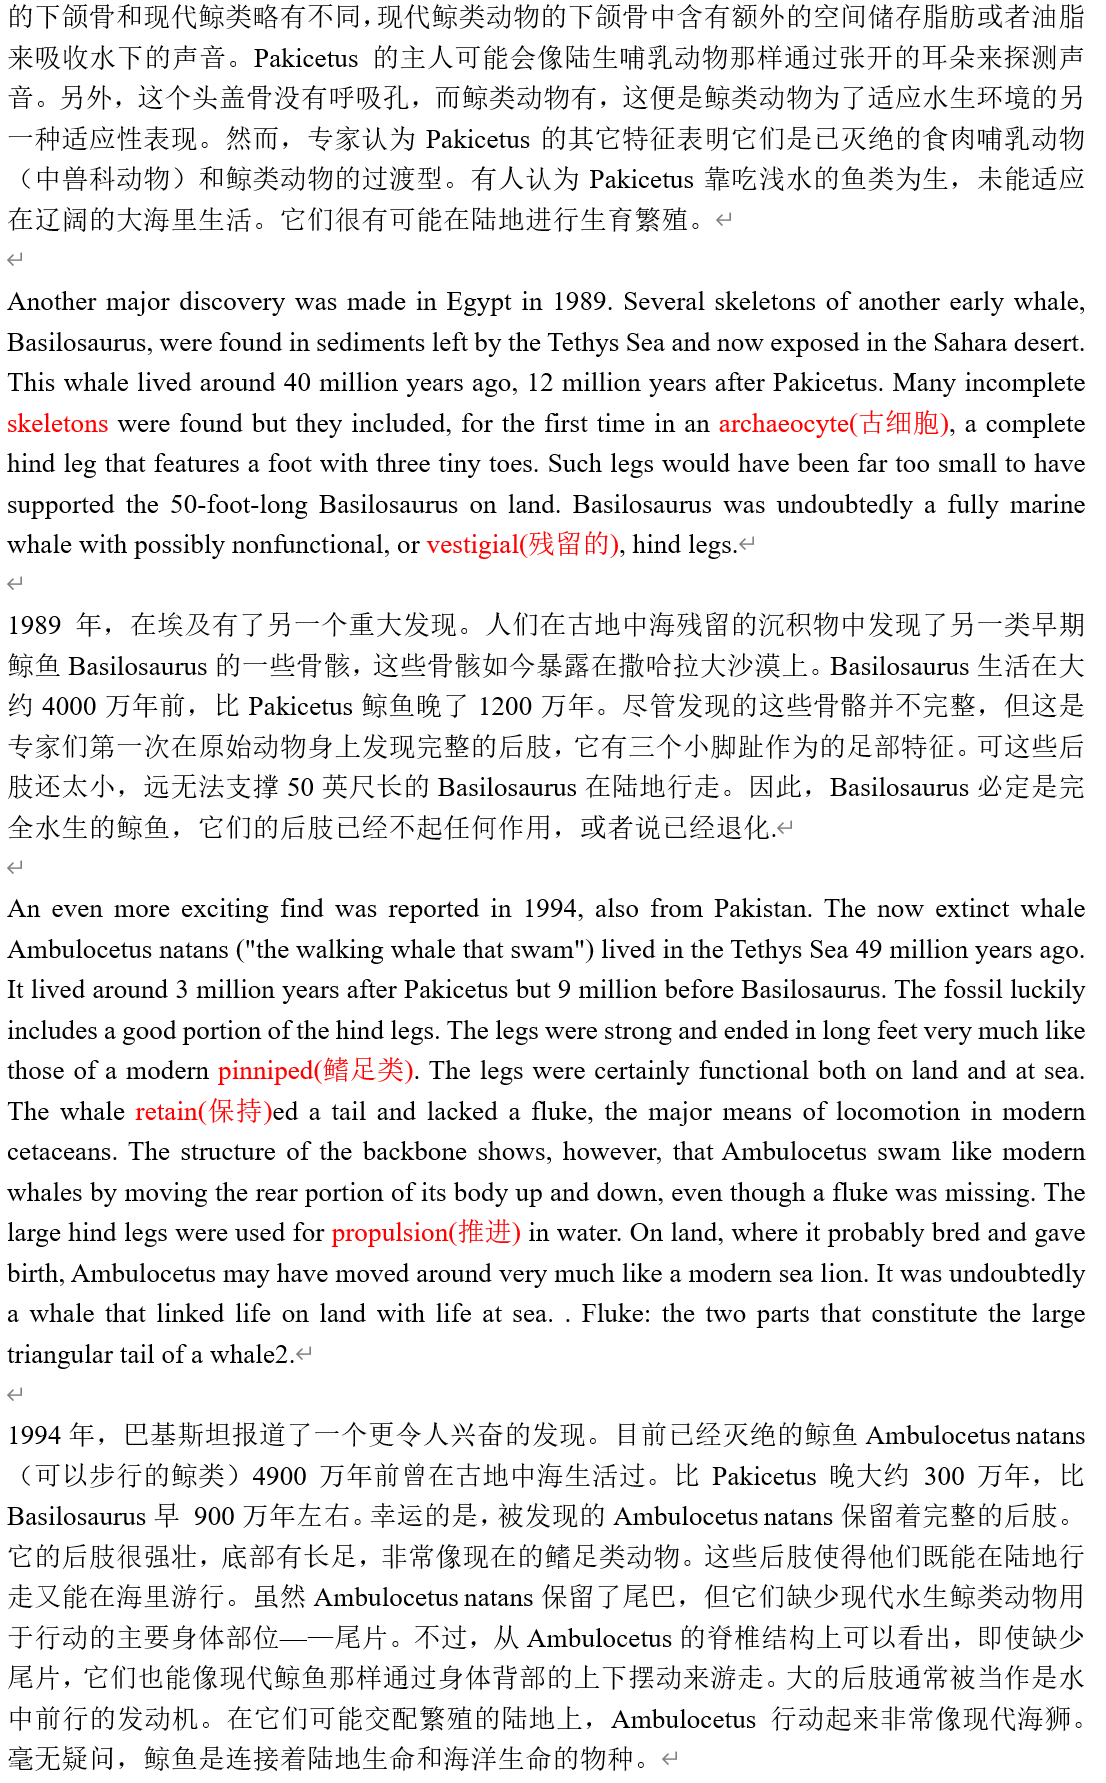 的下颌骨和现代鲸类略有不同，现代鲸类动物的下颌骨中含有额外的空间储存脂肪或者油脂
来吸收水下的声音。Pakicetus 的主人可能会像陆生哺乳动物那样通过张开的耳朵来探测声
音。另外，这个头盖骨没有呼吸孔，而鲸类动物有，这便是鲸类动物为了适应水生环境的另
一种适应性表现。然而，专家认为 Pakicetus 的其它特征表明它们是已灭绝的食肉哺乳动物
（中兽科动物）和鲸类动物的过渡型。有人认为 Pakicetus 靠吃浅水的鱼类为生，未能适应
在辽阔的大海里生活。它们很有可能在陆地进行生育繁殖。↵
↵
Another major discovery was made in Egypt in 1989. Several skeletons of another early whale,
Basilosaurus, were found in sediments left by the Tethys Sea and now exposed in the Sahara desert.
This whale lived around 40 million years ago, 12 million years after Pakicetus. Many incomplete
skeletons were found but they included, for the first time in an archaeocyte(古细胞), a complete
hind leg that features a foot with three tiny toes. Such legs would have been far too small to have
supported the 50-foot-long Basilosaurus on land. Basilosaurus was undoubtedly a fully marine
whale with possibly nonfunctional, or vestigial(残留的), hind legs.↵
↵
1989 年，在埃及有了另一个重大发现。人们在古地中海残留的沉积物中发现了另一类早期
鲸鱼 Basilosaurus 的一些骨骸，这些骨骸如今暴露在撒哈拉大沙漠上。Basilosaurus 生活在大
约 4000 万年前，比 Pakicetus 鲸鱼晚了 1200 万年。尽管发现的这些骨骼并不完整，但这是
专家们第一次在原始动物身上发现完整的后肢，它有三个小脚趾作为的足部特征。可这些后
肢还太小，远无法支撑 50 英尺长的 Basilosaurus 在陆地行走。因此，Basilosaurus 必定是完
全水生的鲸鱼，它们的后肢已经不起任何作用，或者说已经退化.↵
↵
An even more exciting find was reported in 1994, also from Pakistan. The now extinct whale
Ambulocetus natans ("the walking whale that swam") lived in the Tethys Sea 49 million years ago.
It lived around 3 million years after Pakicetus but 9 million before Basilosaurus. The fossil luckily
includes a good portion of the hind legs. The legs were strong and ended in long feet very much like
those of a modern pinniped(鳍足类). The legs were certainly functional both on land and at sea.
The whale retain(保持)ed a tail and lacked a fluke, the major means of locomotion in modern
cetaceans. The structure of the backbone shows, however, that Ambulocetus swam like modern
whales by moving the rear portion of its body up and down, even though a fluke was missing. The
large hind legs were used for propulsion(推进) in water. On land, where it probably bred and gave
birth, Ambulocetus may have moved around very much like a modern sea lion. It was undoubtedly
a whale that linked life on land with life at sea. . Fluke: the two parts that constitute the large
triangular tail of a whale2.↵
↵
1994 年，巴基斯坦报道了一个更令人兴奋的发现。目前已经灭绝的鲸鱼 Ambulocetus natans
（可以步行的鲸类）4900 万年前曾在古地中海生活过。比 Pakicetus 晚大约 300 万年，比
Basilosaurus 早 900 万年左右。幸运的是，被发现的 Ambulocetus natans 保留着完整的后肢。
它的后肢很强壮，底部有长足，非常像现在的鳍足类动物。这些后肢使得他们既能在陆地行
走又能在海里游行。虽然 Ambulocetus natans 保留了尾巴，但它们缺少现代水生鲸类动物用
于行动的主要身体部位——尾片。不过，从 Ambulocetus 的脊椎结构上可以看出，即使缺少
尾片，它们也能像现代鲸鱼那样通过身体背部的上下摆动来游走。大的后肢通常被当作是水
中前行的发动机。在它们可能交配繁殖的陆地上，Ambulocetus 行动起来非常像现代海狮。
毫无疑问，鲸鱼是连接着陆地生命和海洋生命的物种。↵